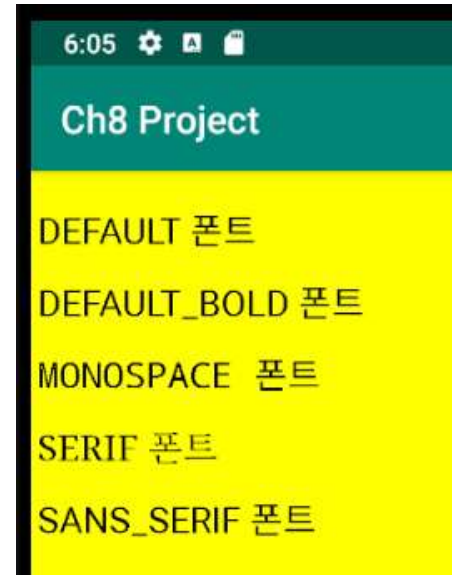 6:05
Ch8 Project
DEFAULT 폰트
DEFAULT_BOLD 폰트
MONOSPACE 폰트
SERIF 폰트
SANS_SERIF 폰트